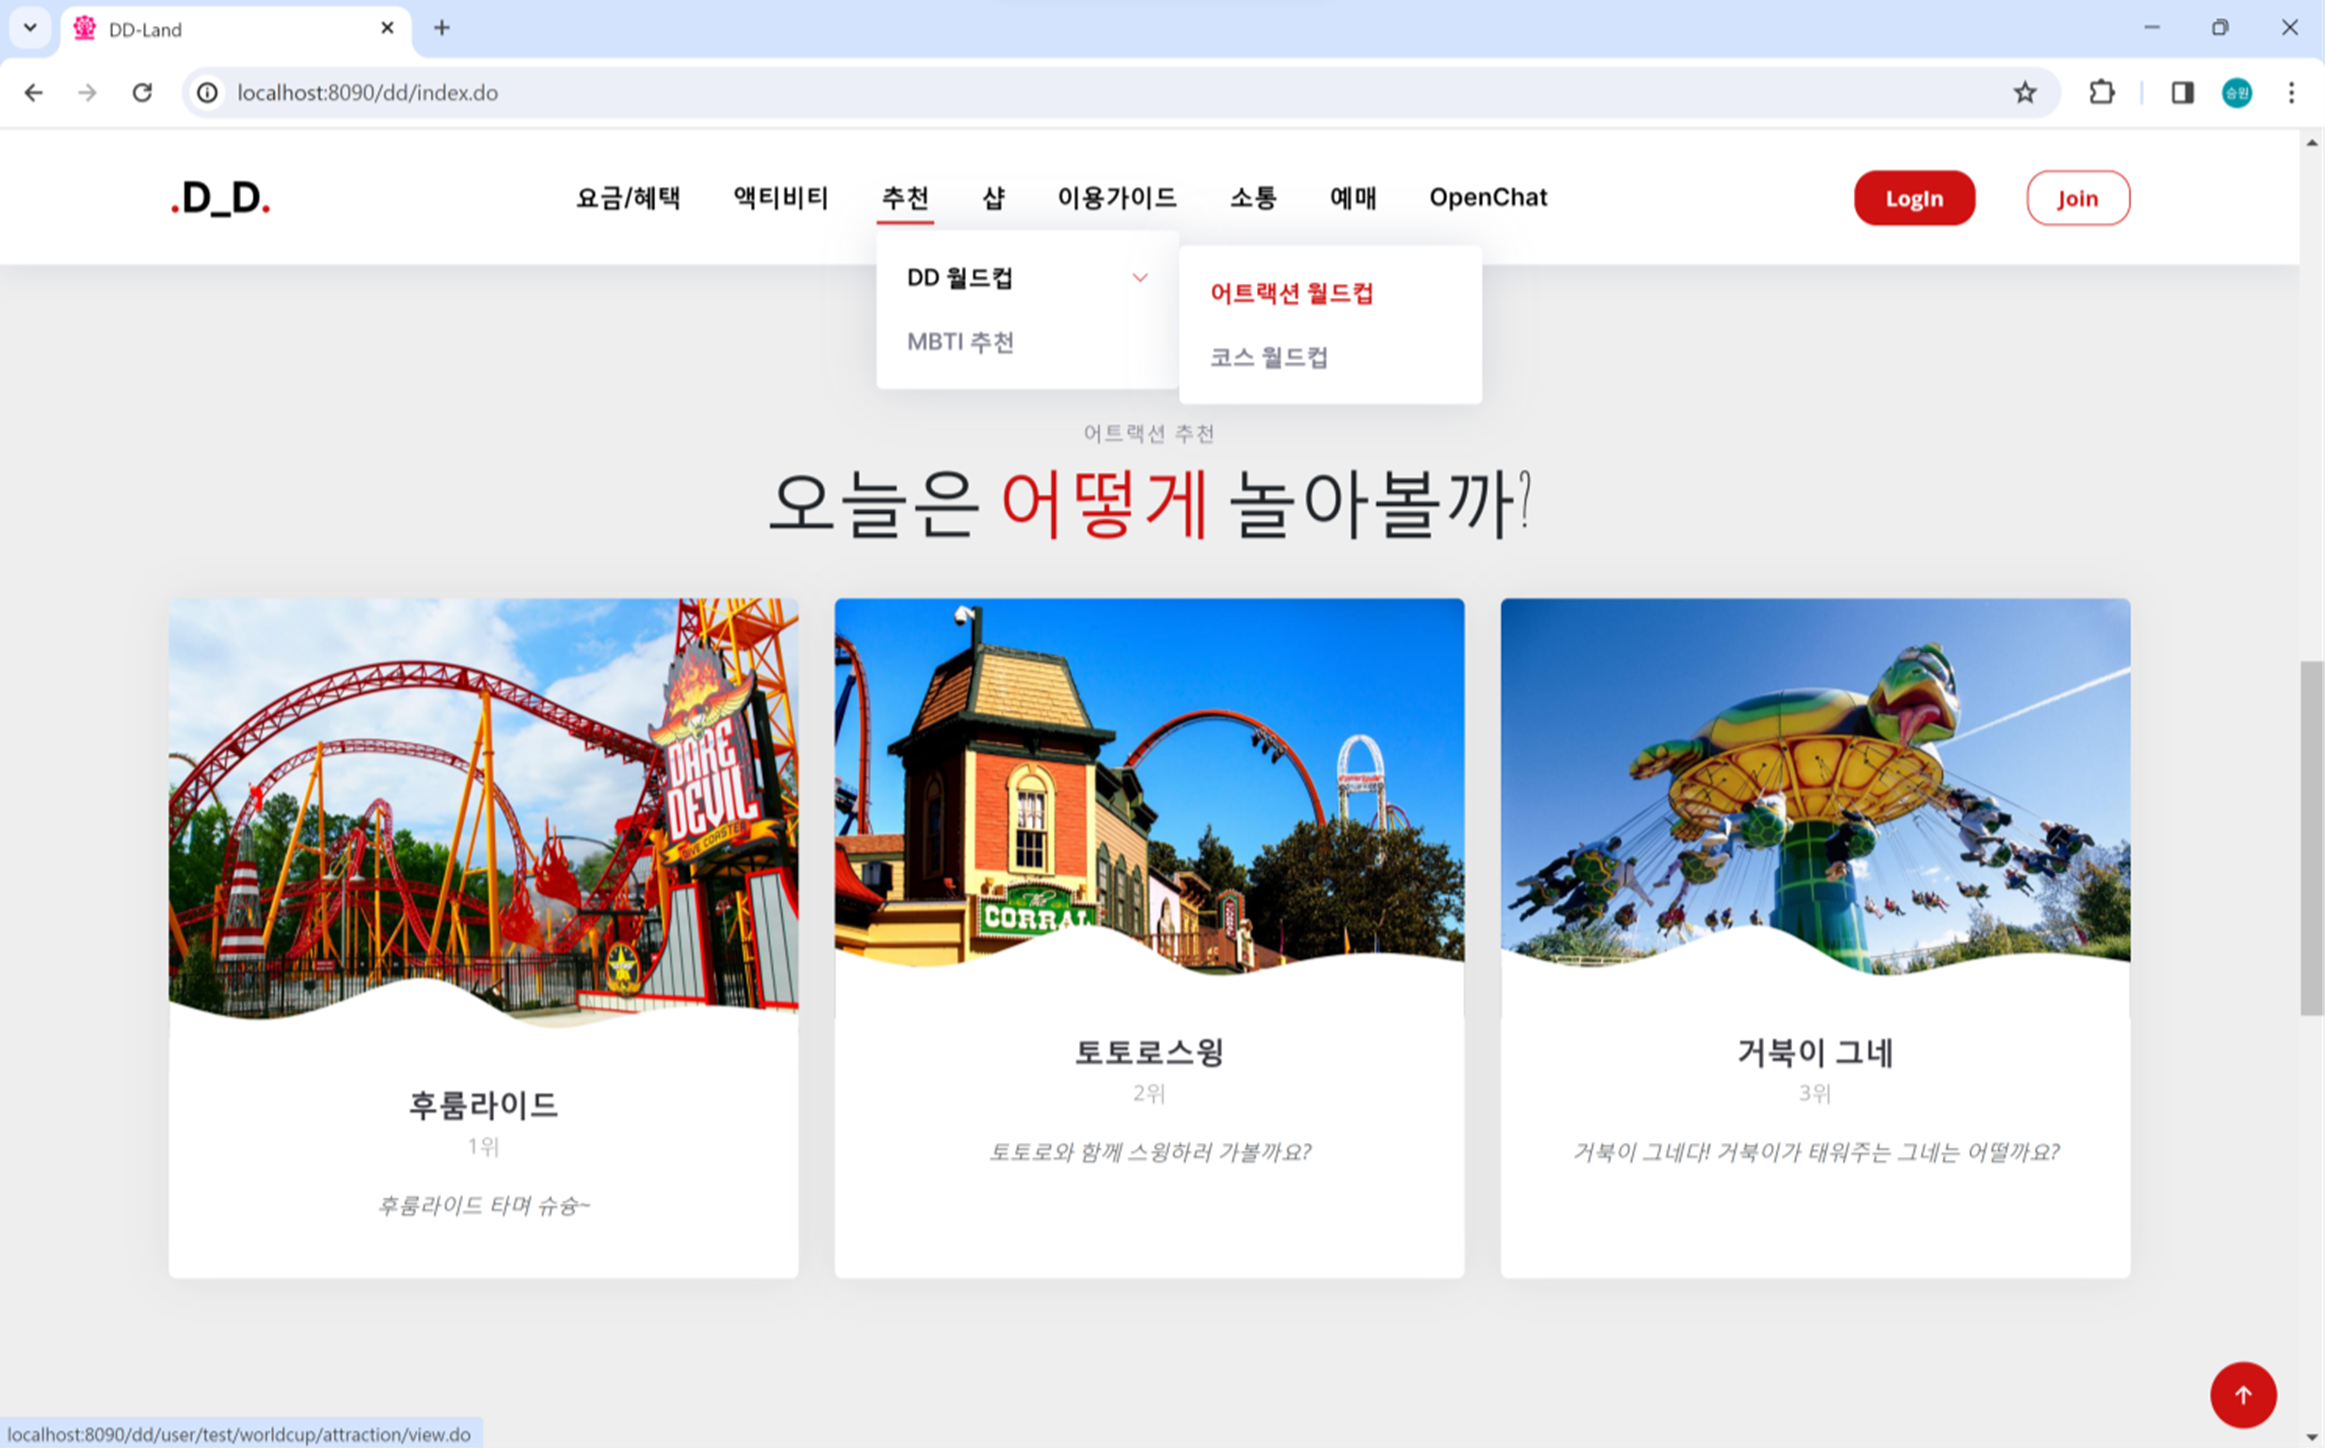 DD-Land
localhost:8090/dd/index.do
승원
.D_D.
요금/혜택 액티비티 추천 샵 이용가이드 소통 예매 OpenChat
LogIn
Join
DD 월드컵
MBTI 추천
어트랙션 월드컵
코스 월드컵
어트랙션 추천
오늘은 어떻게 놀아볼까?
DARE
DEVIL
DIVE COASTER
The
CORRAL
후룸라이드
1위
후룸라이드 타며 슈슝~
토토로스윙
2위
토토로와 함께 스윙하러 가볼까요?
거북이 그네
3위
거북이 그네다! 거북이가 태워주는 그네는 어떨까요?
localhost:8090/dd/user/test/worldcup/attraction/view.do